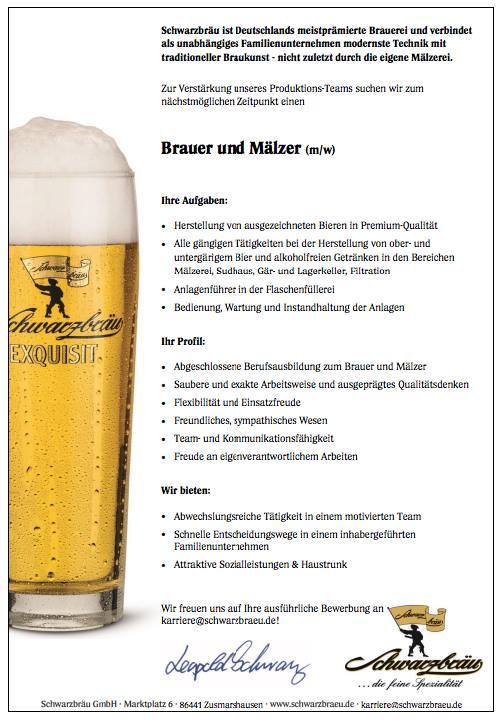 Schwarzbräu ist Deutschlands meistprämierte Brauerei und verbindet
als unabhängiges Familienunternehmen modernste Technik mit
traditioneller Braukunst - nicht zuletzt durch die eigene Mälzerei.
Zur Verstärkung unseres Produktions-Teams suchen wir zum
nächstmöglichen Zeitpunkt einen
Brauer und Mälzer (m/w)
Ihre Aufgaben:
• Herstellung von ausgezeichneten Bieren in Premium-Qualität
• Alle gängigen Tätigkeiten bei der Herstellung von ober- und
untergärigem Bier und alkoholfreien Getränken in den Bereichen
Mälzerei, Sudhaus, Gär- und Lagerkeller, Filtration
• Anlagenführer in der Flaschenfüllerei
• Bedienung, Wartung und Instandhaltung der Anlagen
Ihr Profil:
• Abgeschlossene Berufsausbildung zum Brauer und Mälzer
• Saubere und exakte Arbeitsweise und ausgeprägtes Qualitätsdenken
• Flexibilität und Einsatzfreude
• Freundliches, sympathisches Wesen
• Team- und Kommunikationsfähigkeit
• Freude an eigenverantwortlichem Arbeiten
Wir bieten:
• Abwechslungsreiche Tätigkeit in einem motivierten Team
• Schnelle Entscheidungswege in einem inhabergeführten
Familienunternehmen
• Attraktive Sozialleistungen & Haustrunk
Wir freuen uns auf Ihre ausführliche Bewerbung an
karriere@schwarzbraeu.de!
Leopold Schwarz
Schwarz
bräu
Schwarzbräu
...die feine Spezialität
Schwarzbräu GmbH · Marktplatz 6 · 86441 Zusmarshausen · www.schwarzbraeu.de · karriere@schwarzbraeu.de
Schwarz
bräu
chwarzbräu
EXQUISIT